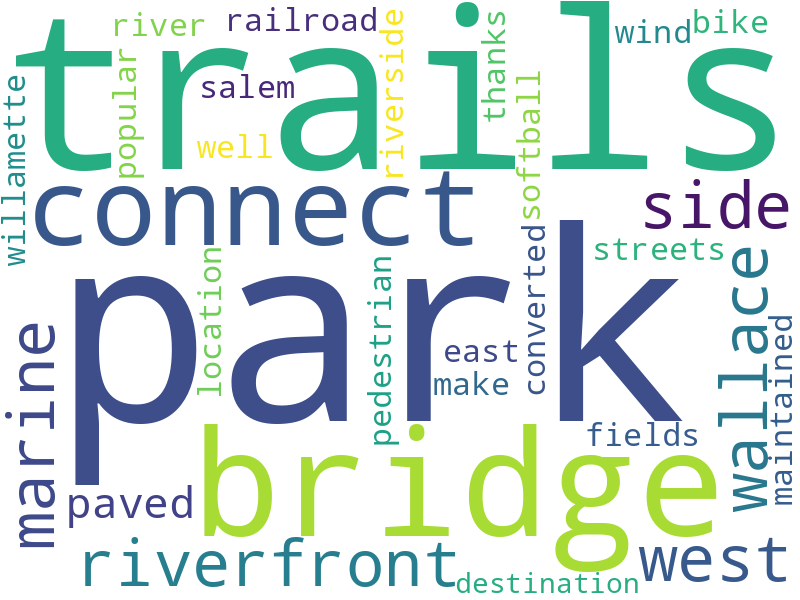 trails
river
railroad
riverside
thanks
wind
bike
popular
salem
softball
well
willamette
connect
side
streets
location
pedestrian
converted
wallace
park
east
make
maintained
marine
fields
bridge
paved
riverfront
west
destination